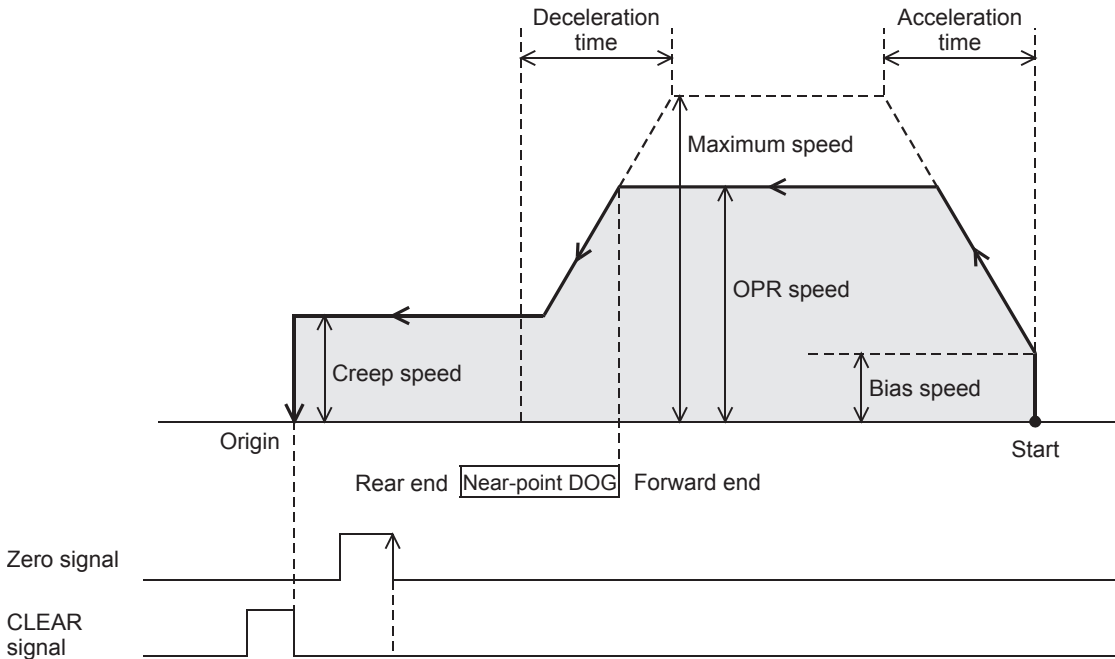 Deceleration
time
Acceleration
time
Maximum speed
OPR speed
Creep speed
Bias speed
Origin
Start
Rear end
Near-point DOG
Forward end
Zero signal
CLEAR
signal